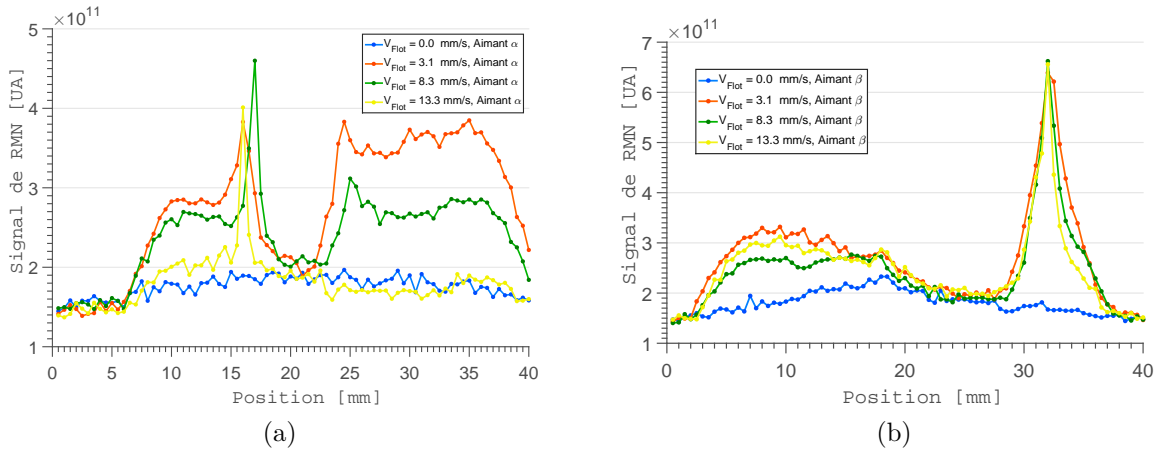 ×10¹¹
5
4
3
2
1
Signal de RMN [UA]
V_Flot = 0.0 mm/s, Aimant α
V_Flot = 3.1 mm/s, Aimant α
V_Flot = 8.3 mm/s, Aimant α
V_Flot = 13.3 mm/s, Aimant α
0 5 10 15 20 25 30 35 40
Position [mm]
(a)
×10¹¹
7
6
5
4
3
2
1
Signal de RMN [UA]
V_Flot = 0.0 mm/s, Aimant β
V_Flot = 3.1 mm/s, Aimant β
V_Flot = 8.3 mm/s, Aimant β
V_Flot = 13.3 mm/s, Aimant β
0 10 20 30 40
Position [mm]
(b)